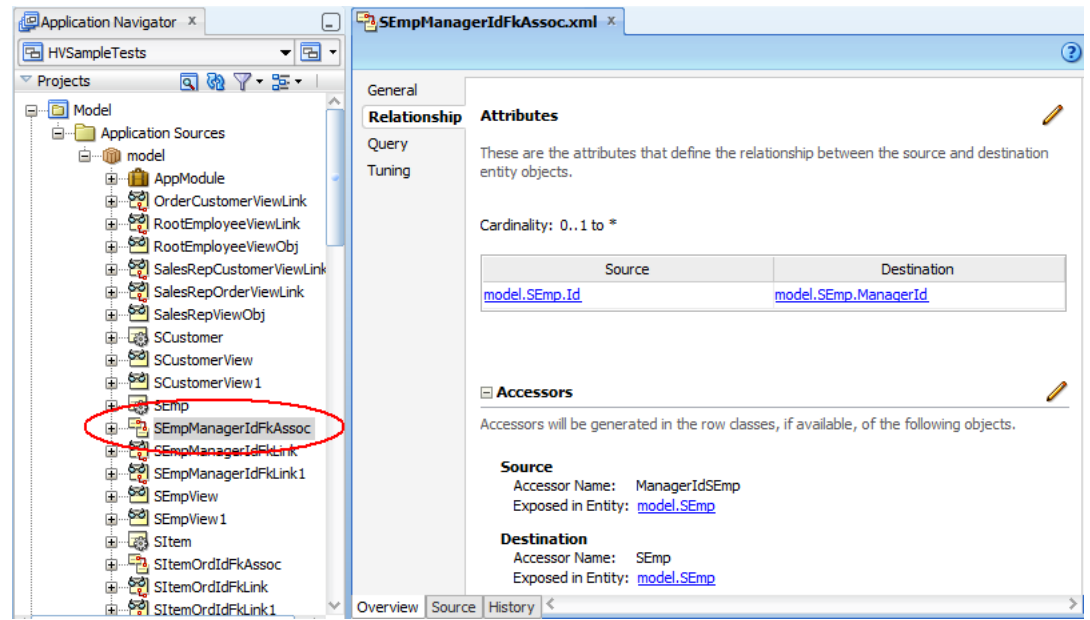 Application Navigator
HVSampleTests
Projects
Model
Application Sources
model
AppModule
OrderCustomerViewLink
RootEmployeeViewLink
RootEmployeeViewObj
SalesRepCustomerViewLink
SalesRepOrderViewLink
SalesRepViewObj
SCustomer
SCustomerView
SCustomerView1
SEmp
SEmpManagerIdFkAssoc
SEmpManagerIdFkLink
SEmpManagerIdFkLink1
SEmpView
SEmpView1
SItem
SItemOrdIdFkAssoc
SItemOrdIdFkLink
SItemOrdIdFkLink1
SEmpManagerIdFkAssoc.xml
General
Relationship
Query
Tuning
Attributes
These are the attributes that define the relationship between the source and destination
entity objects.
Cardinality: 0..1 to *
Source Destination
model.SEmp.Id model.SEmp.ManagerId
Accessors
Accessors will be generated in the row classes, if available, of the following objects.
Source
Accessor Name: ManagerIdSEmp
Exposed in Entity: model.SEmp
Destination
Accessor Name: SEmp
Exposed in Entity: model.SEmp
Overview Source History